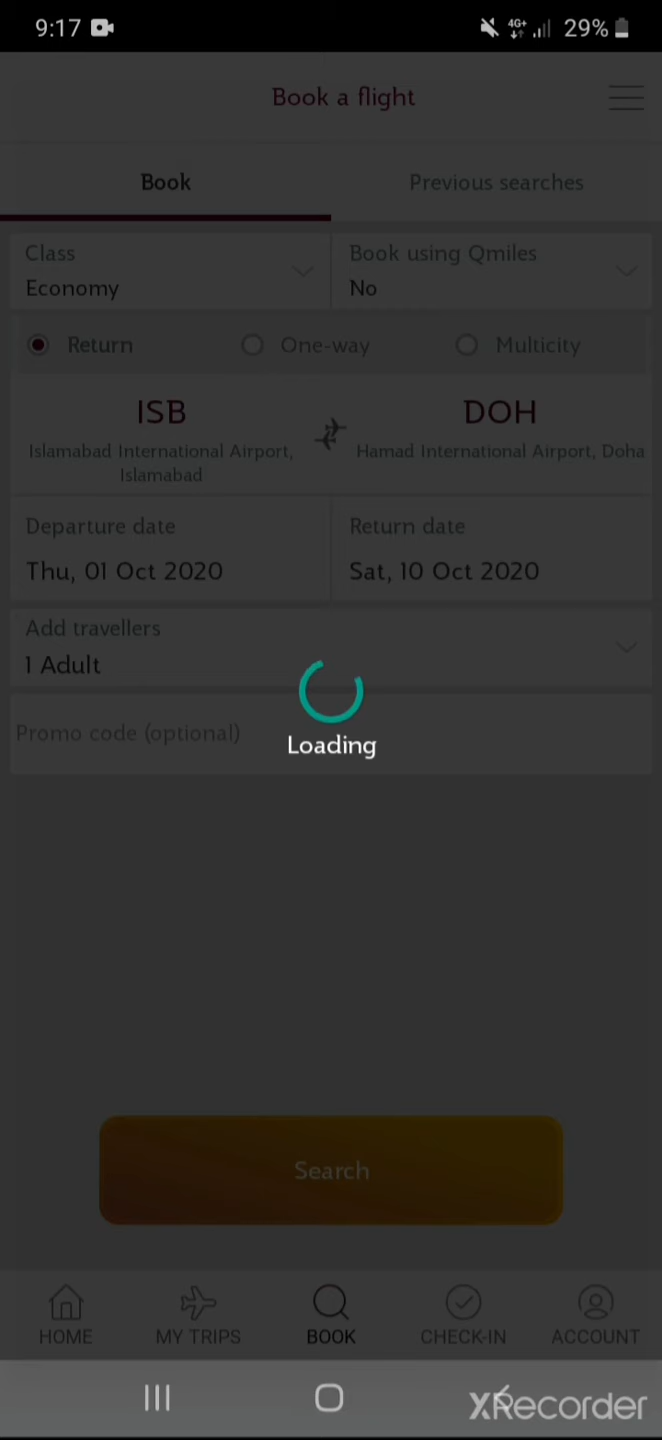 9:17 4G+ 29%
Book a flight
Book Previous searches
Class Book using Qmiles
Economy No
Return One-way Multicity
ISB DOH
Islamabad International Airport, Hamad International Airport, Doha
Islamabad
Departure date Return date
Thu, 01 Oct 2020 Sat, 10 Oct 2020
Add travellers
1 Adult
Promo code (optional)
Loading
Search
HOME MY TRIPS BOOK CHECK-IN ACCOUNT
XRecorder